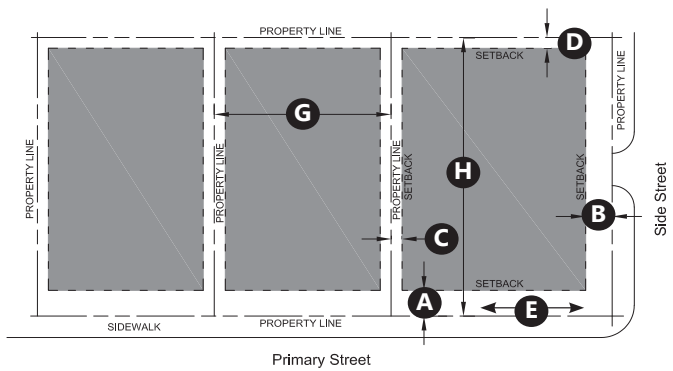 PROPERTY LINE
D
SETBACK
PROPERTY LINE
G
PROPERTY LINE
PROPERTY LINE
PROPERTY LINE
SETBACK
H
SETBACK
B
Side Street
C
SETBACK
A
E
SIDEWALK
PROPERTY LINE
Primary Street